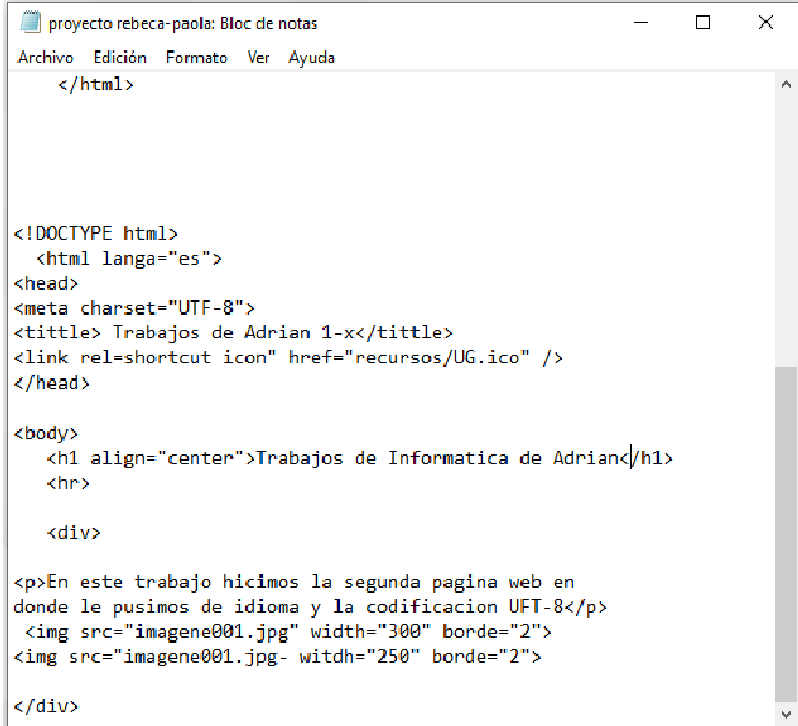 proyecto rebeca-paola: Bloc de notas
Archivo Edición Formato Ver Ayuda
</html>
<!DOCTYPE html>
<html langa="es">
<head>
<meta charset="UTF-8">
<tittle> Trabajos de Adrian 1-x</tittle>
<link rel=shortcut icon" href="recursos/UG.ico" />
</head>
<body>
<h1 align="center">Trabajos de Informatica de Adrian</h1>
<hr>
<div>
<p>En este trabajo hicimos la segunda pagina web en
donde le pusimos de idioma y la codificacion UFT-8</p>
<img src="imagene001.jpg" width="300" borde="2">
<img src="imagene001.jpg- witdh="250" borde="2">
</div>